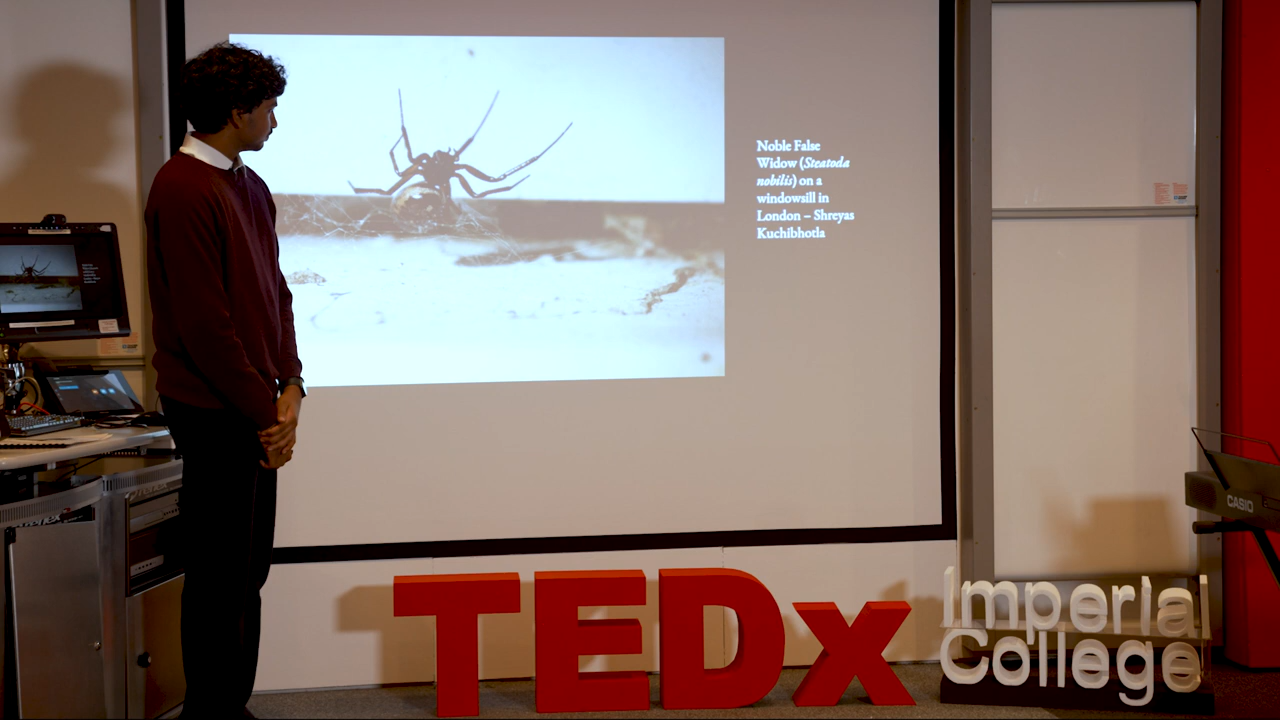 Noble False
Widow (Steatoda
nobilis) on a
windowsill in
London – Shreyas
Kuchibhotla
CASIO
TEDx
Imperial
College